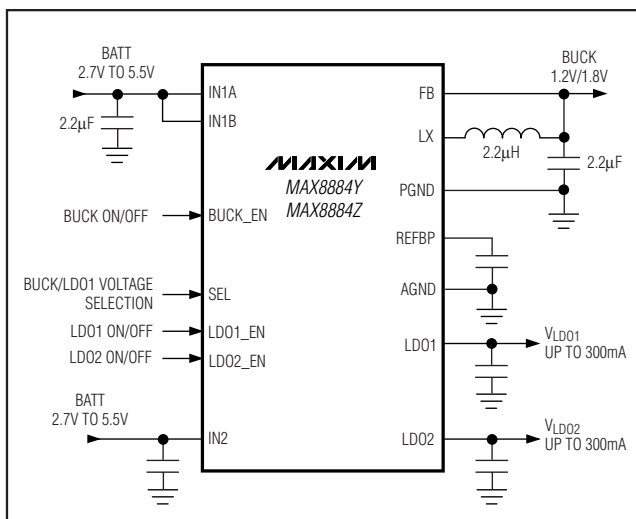 BATT
2.7V TO 5.5V
2.2µF
IN1A
IN1B
BUCK ON/OFF
BUCK_EN
BUCK/LDO1 VOLTAGE
SELECTION
SEL
LDO1 ON/OFF
LDO1_EN
LDO2 ON/OFF
LDO2_EN
BATT
2.7V TO 5.5V
IN2
MAXIM
MAX8884Y
MAX8884Z
FB
BUCK
1.2V/1.8V
LX
2.2µH
2.2µF
PGND
REFBP
AGND
LDO1
VLDO1
UP TO 300mA
LDO2
VLDO2
UP TO 300mA